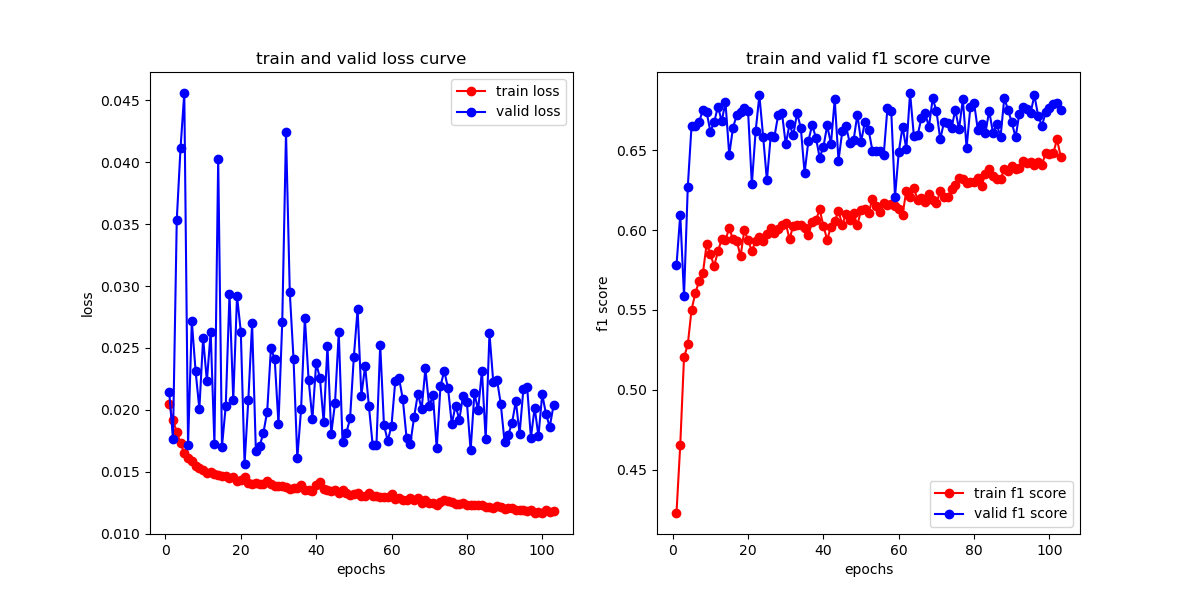 train and valid loss curve
train loss
valid loss
0.045
0.040
0.035
0.030
0.025
0.020
0.015
0.010
loss
0
20
40
60
80
100
epochs
train and valid f1 score curve
0.65
0.60
0.55
0.50
0.45
f1 score
train f1 score
valid f1 score
0
20
40
60
80
100
epochs